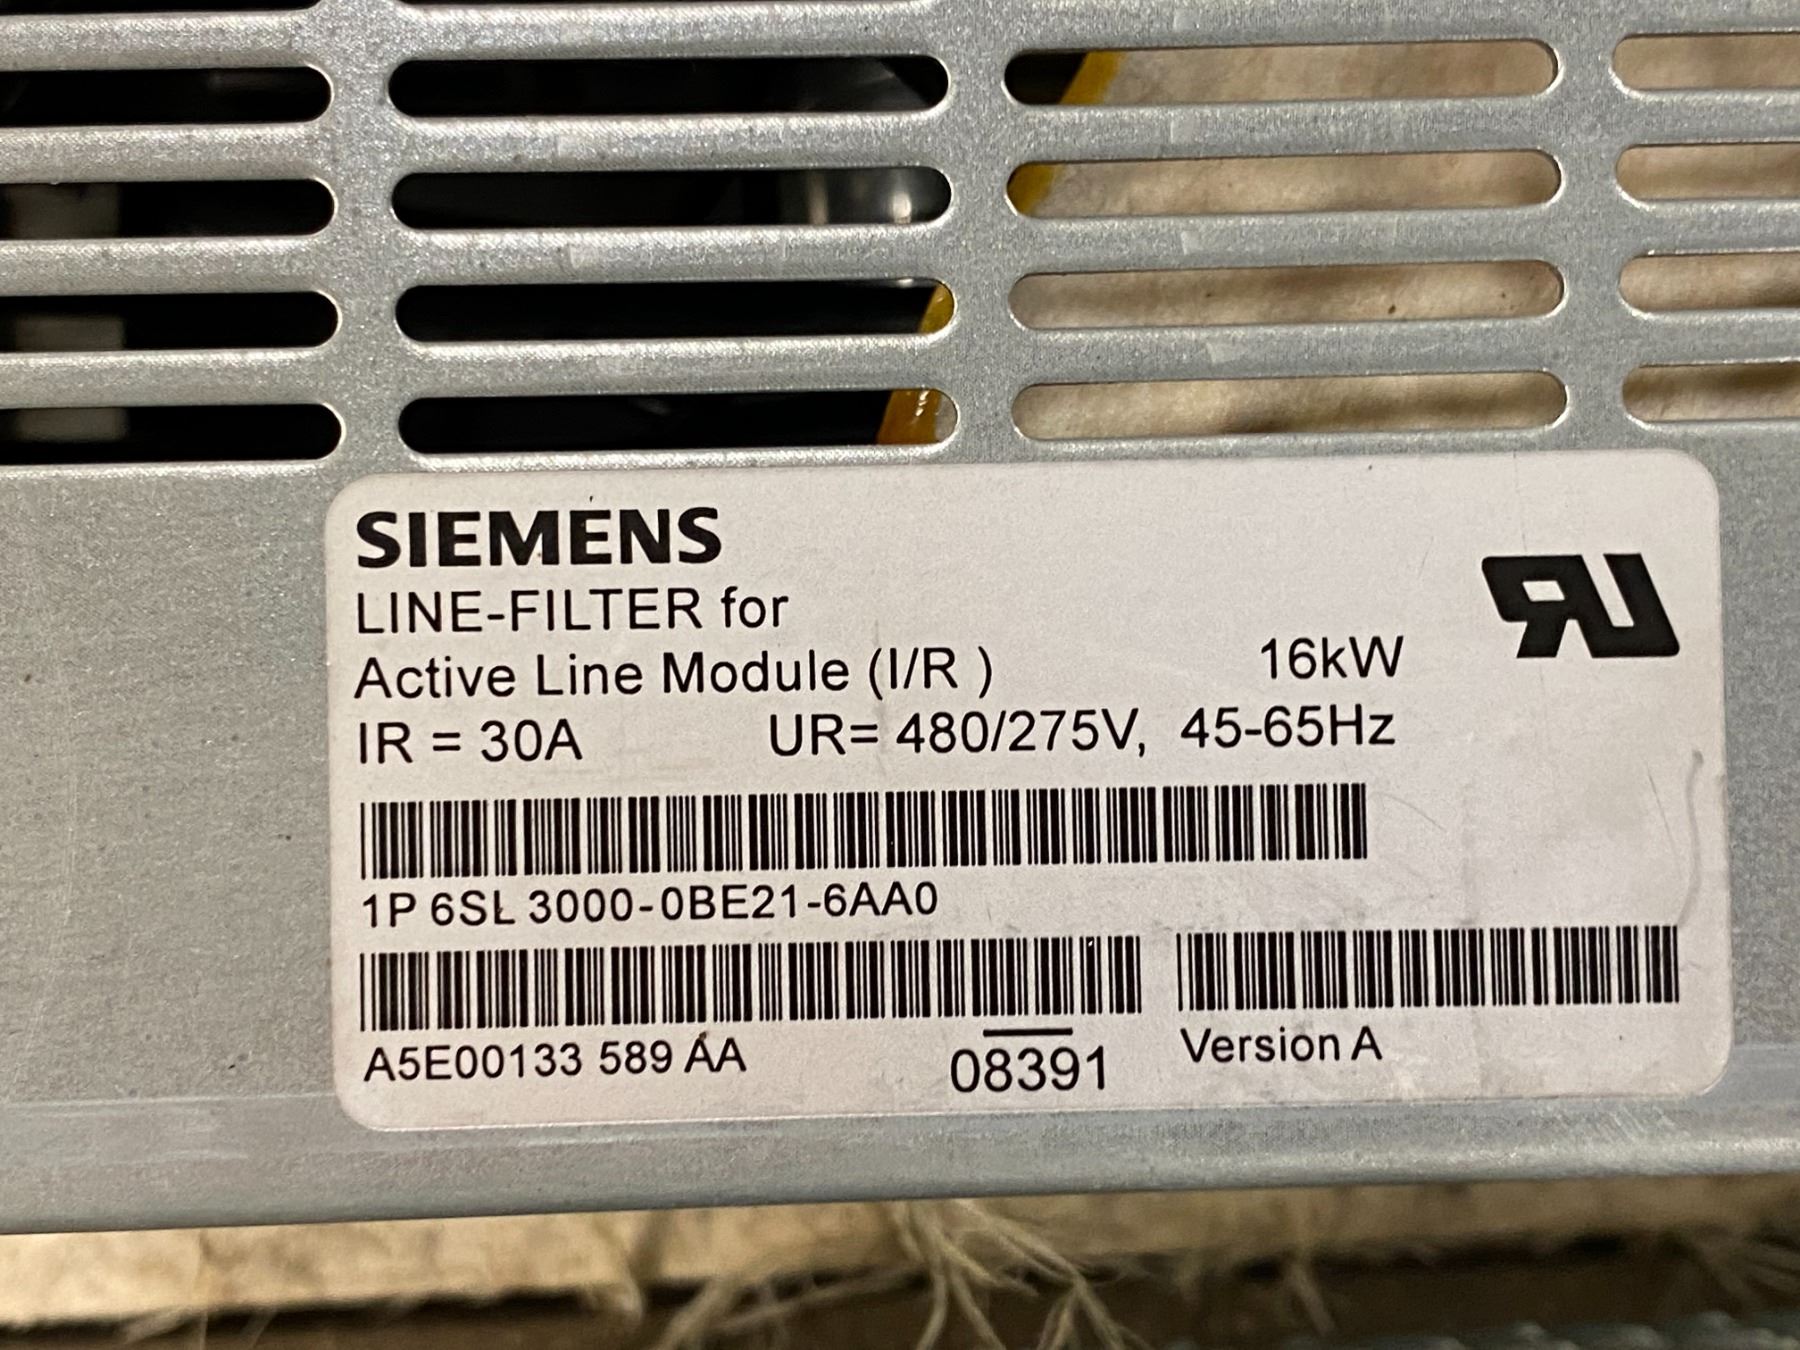 SIEMENS
LINE-FILTER for
Active Line Module (I/R )
16kW
IR = 30A UR= 480/275V, 45-65Hz
1P 6SL 3000-0BE21-6AA0
A5E00133 589 AA
08391
Version A